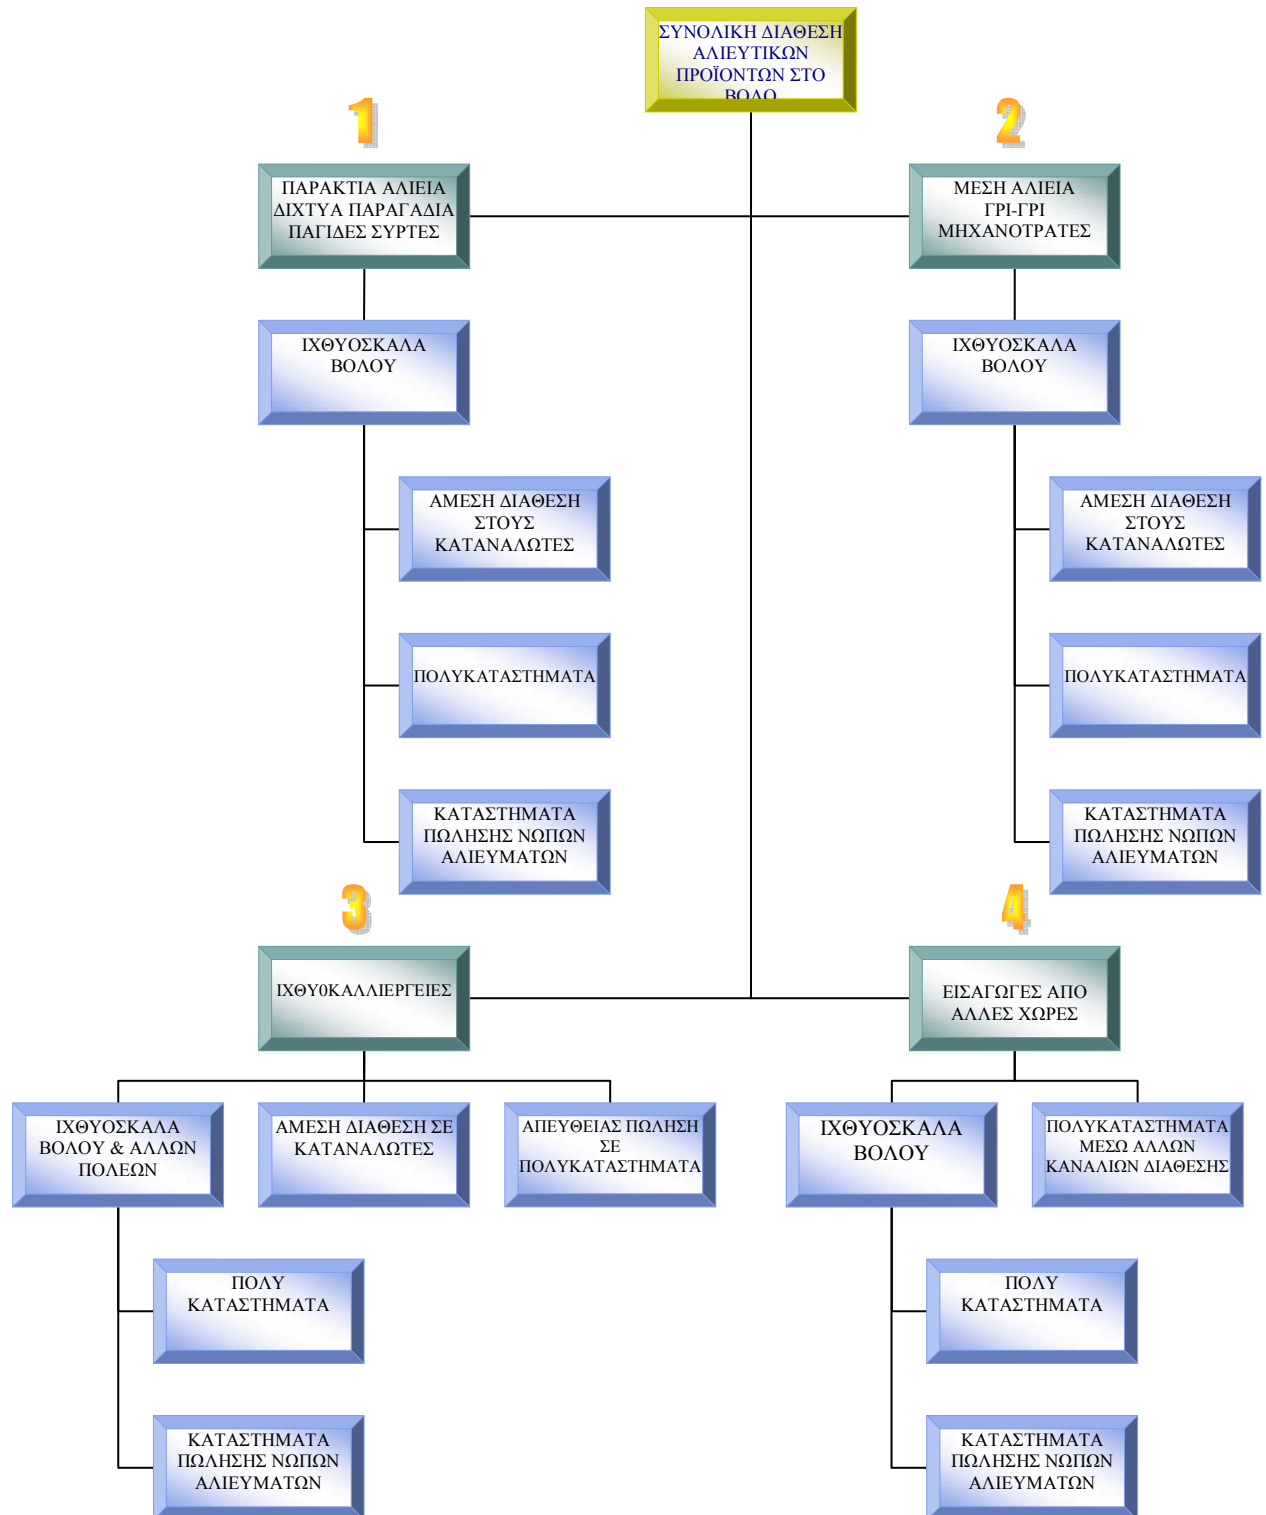 ΣΥΝΟΛΙΚΗ ΔΙΑΘΕΣΗ
ΑΛΙΕΥΤΙΚΩΝ
ΠΡΟΪΟΝΤΩΝ ΣΤΟ
ΒΟΛΟ
1
2
ΠΑΡΑΚΤΙΑ ΑΛΙΕΙΑ
ΔΙΧΤΥΑ ΠΑΡΑΓΑΔΙΑ
ΠΑΓΙΔΕΣ ΣΥΡΤΕΣ
ΜΕΣΗ ΑΛΙΕΙΑ
ΓΡΙ-ΓΡΙ
ΜΗΧΑΝΟΤΡΑΤΕΣ
ΙΧΘΥΟΣΚΑΛΑ
ΒΟΛΟΥ
ΙΧΘΥΟΣΚΑΛΑ
ΒΟΛΟΥ
ΑΜΕΣΗ ΔΙΑΘΕΣΗ
ΣΤΟΥΣ
ΚΑΤΑΝΑΛΩΤΕΣ
ΑΜΕΣΗ ΔΙΑΘΕΣΗ
ΣΤΟΥΣ
ΚΑΤΑΝΑΛΩΤΕΣ
ΠΟΛΥΚΑΤΑΣΤΗΜΑΤΑ
ΠΟΛΥΚΑΤΑΣΤΗΜΑΤΑ
ΚΑΤΑΣΤΗΜΑΤΑ
ΠΩΛΗΣΗΣ ΝΩΠΩΝ
ΑΛΙΕΥΜΑΤΩΝ
ΚΑΤΑΣΤΗΜΑΤΑ
ΠΩΛΗΣΗΣ ΝΩΠΩΝ
ΑΛΙΕΥΜΑΤΩΝ
3
4
ΙΧΘΥ0ΚΑΛΛΙΕΡΓΕΙΕΣ
ΕΙΣΑΓΩΓΕΣ ΑΠΟ
ΑΛΛΕΣ ΧΩΡΕΣ
ΙΧΘΥΟΣΚΑΛΑ
ΒΟΛΟΥ & ΑΛΛΩΝ
ΠΟΛΕΩΝ
ΑΜΕΣΗ ΔΙΑΘΕΣΗ ΣΕ
ΚΑΤΑΝΑΛΩΤΕΣ
ΑΠΕΥΘΕΙΑΣ ΠΩΛΗΣΗ
ΣΕ
ΠΟΛΥΚΑΤΑΣΤΗΜΑΤΑ
ΙΧΘΥΟΣΚΑΛΑ
ΒΟΛΟΥ
ΠΟΛΥΚΑΤΑΣΤΗΜΑΤΑ
ΜΕΣΩ ΑΛΛΩΝ
ΚΑΝΑΛΙΩΝ ΔΙΑΘΕΣΗΣ
ΠΟΛΥ
ΚΑΤΑΣΤΗΜΑΤΑ
ΠΟΛΥ
ΚΑΤΑΣΤΗΜΑΤΑ
ΚΑΤΑΣΤΗΜΑΤΑ
ΠΩΛΗΣΗΣ ΝΩΠΩΝ
ΑΛΙΕΥΜΑΤΩΝ
ΚΑΤΑΣΤΗΜΑΤΑ
ΠΩΛΗΣΗΣ ΝΩΠΩΝ
ΑΛΙΕΥΜΑΤΩΝ